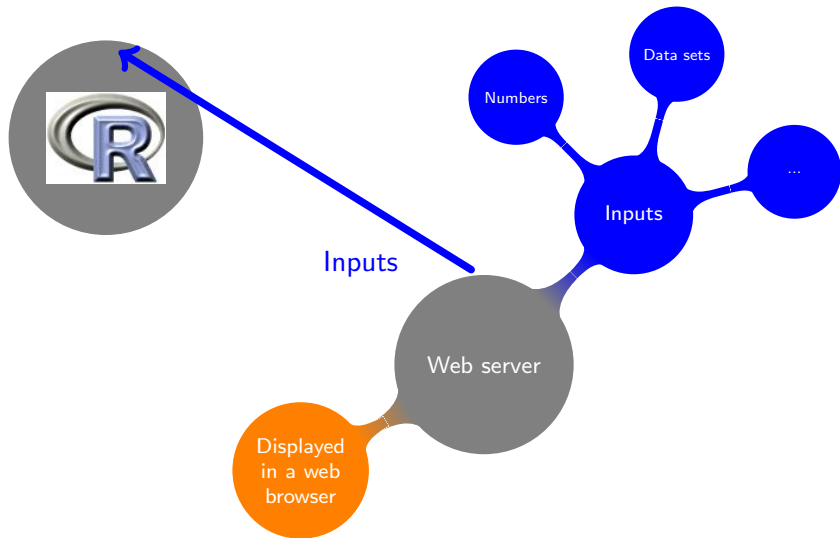 Data sets
Numbers
R
...
Inputs
Inputs
Web server
Displayed
in a web
browser